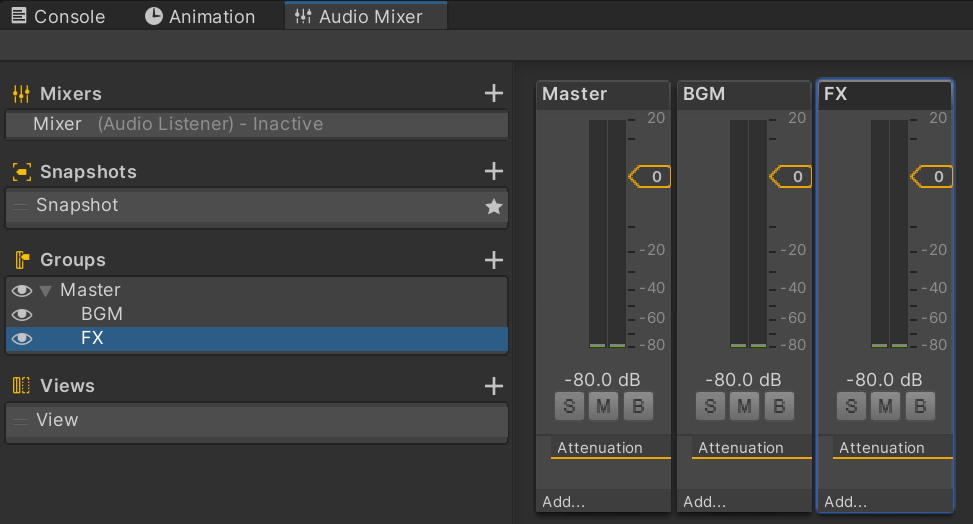 Console Animation Audio Mixer
Mixers
Mixer (Audio Listener) - Inactive
Snapshots
Snapshot
Groups
Master
BGM
FX
Views
View
Master
20
0
-20
-40
-60
-80
-80.0 dB
S M B
Attenuation
Add...
BGM
20
0
-20
-40
-60
-80
-80.0 dB
S M B
Attenuation
Add...
FX
20
0
-20
-40
-60
-80
-80.0 dB
S M B
Attenuation
Add...